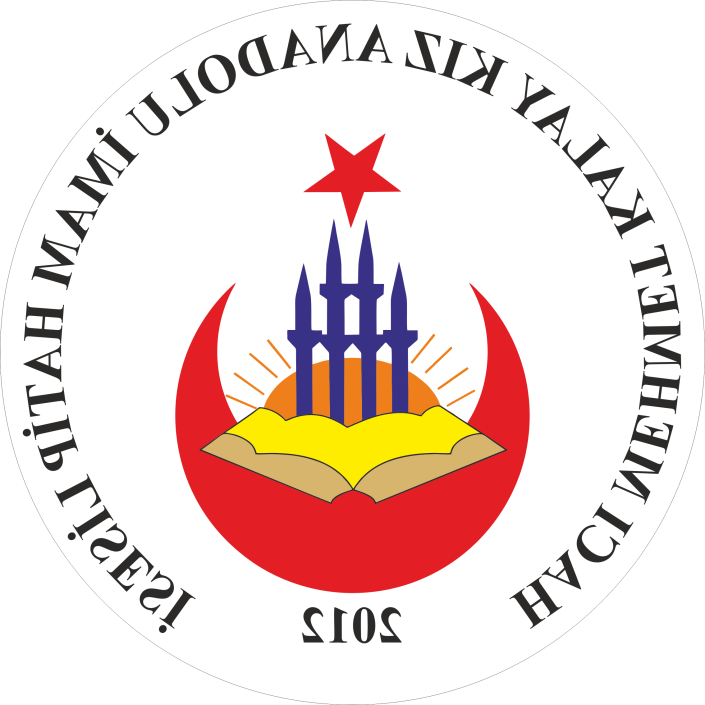 HACI MEHMET KALAY KIZ ANADOLU İMAM HATİP LİSESİ
2012